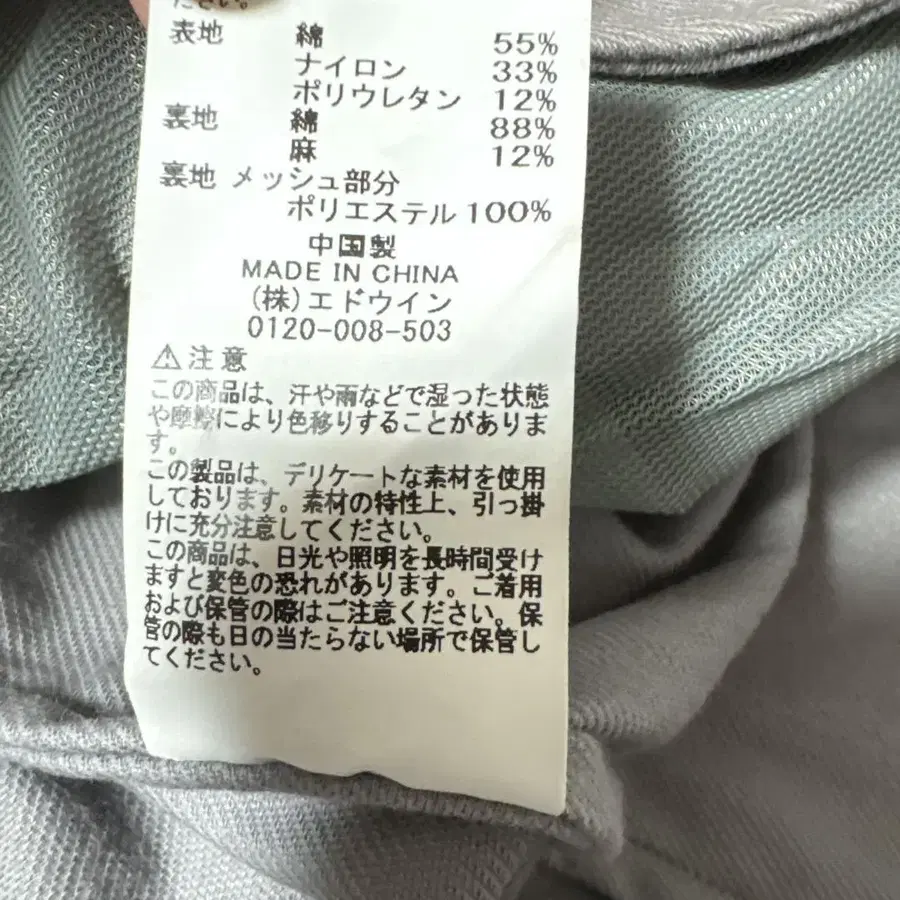 ださい。
表地 綿 55%
ナイロン 33%
ポリウレタン 12%
裏地 綿 88%
麻 12%
裏地 メッシュ部分
ポリエステル 100%
中国製
MADE IN CHINA
(株)エドウイン
0120-008-503
⚠注意
この商品は、汗や雨などで湿った状態
や摩擦により色移りすることがありま
す。
この製品は、デリケートな素材を使用
しております。素材の特性上、引っ掛
けに充分注意してください。
この商品は、日光や照明を長時間受け
ますと変色の恐れがあります。ご着用
および保管の際はご注意ください。保
管の際も日の当たらない場所で保管し
てください。